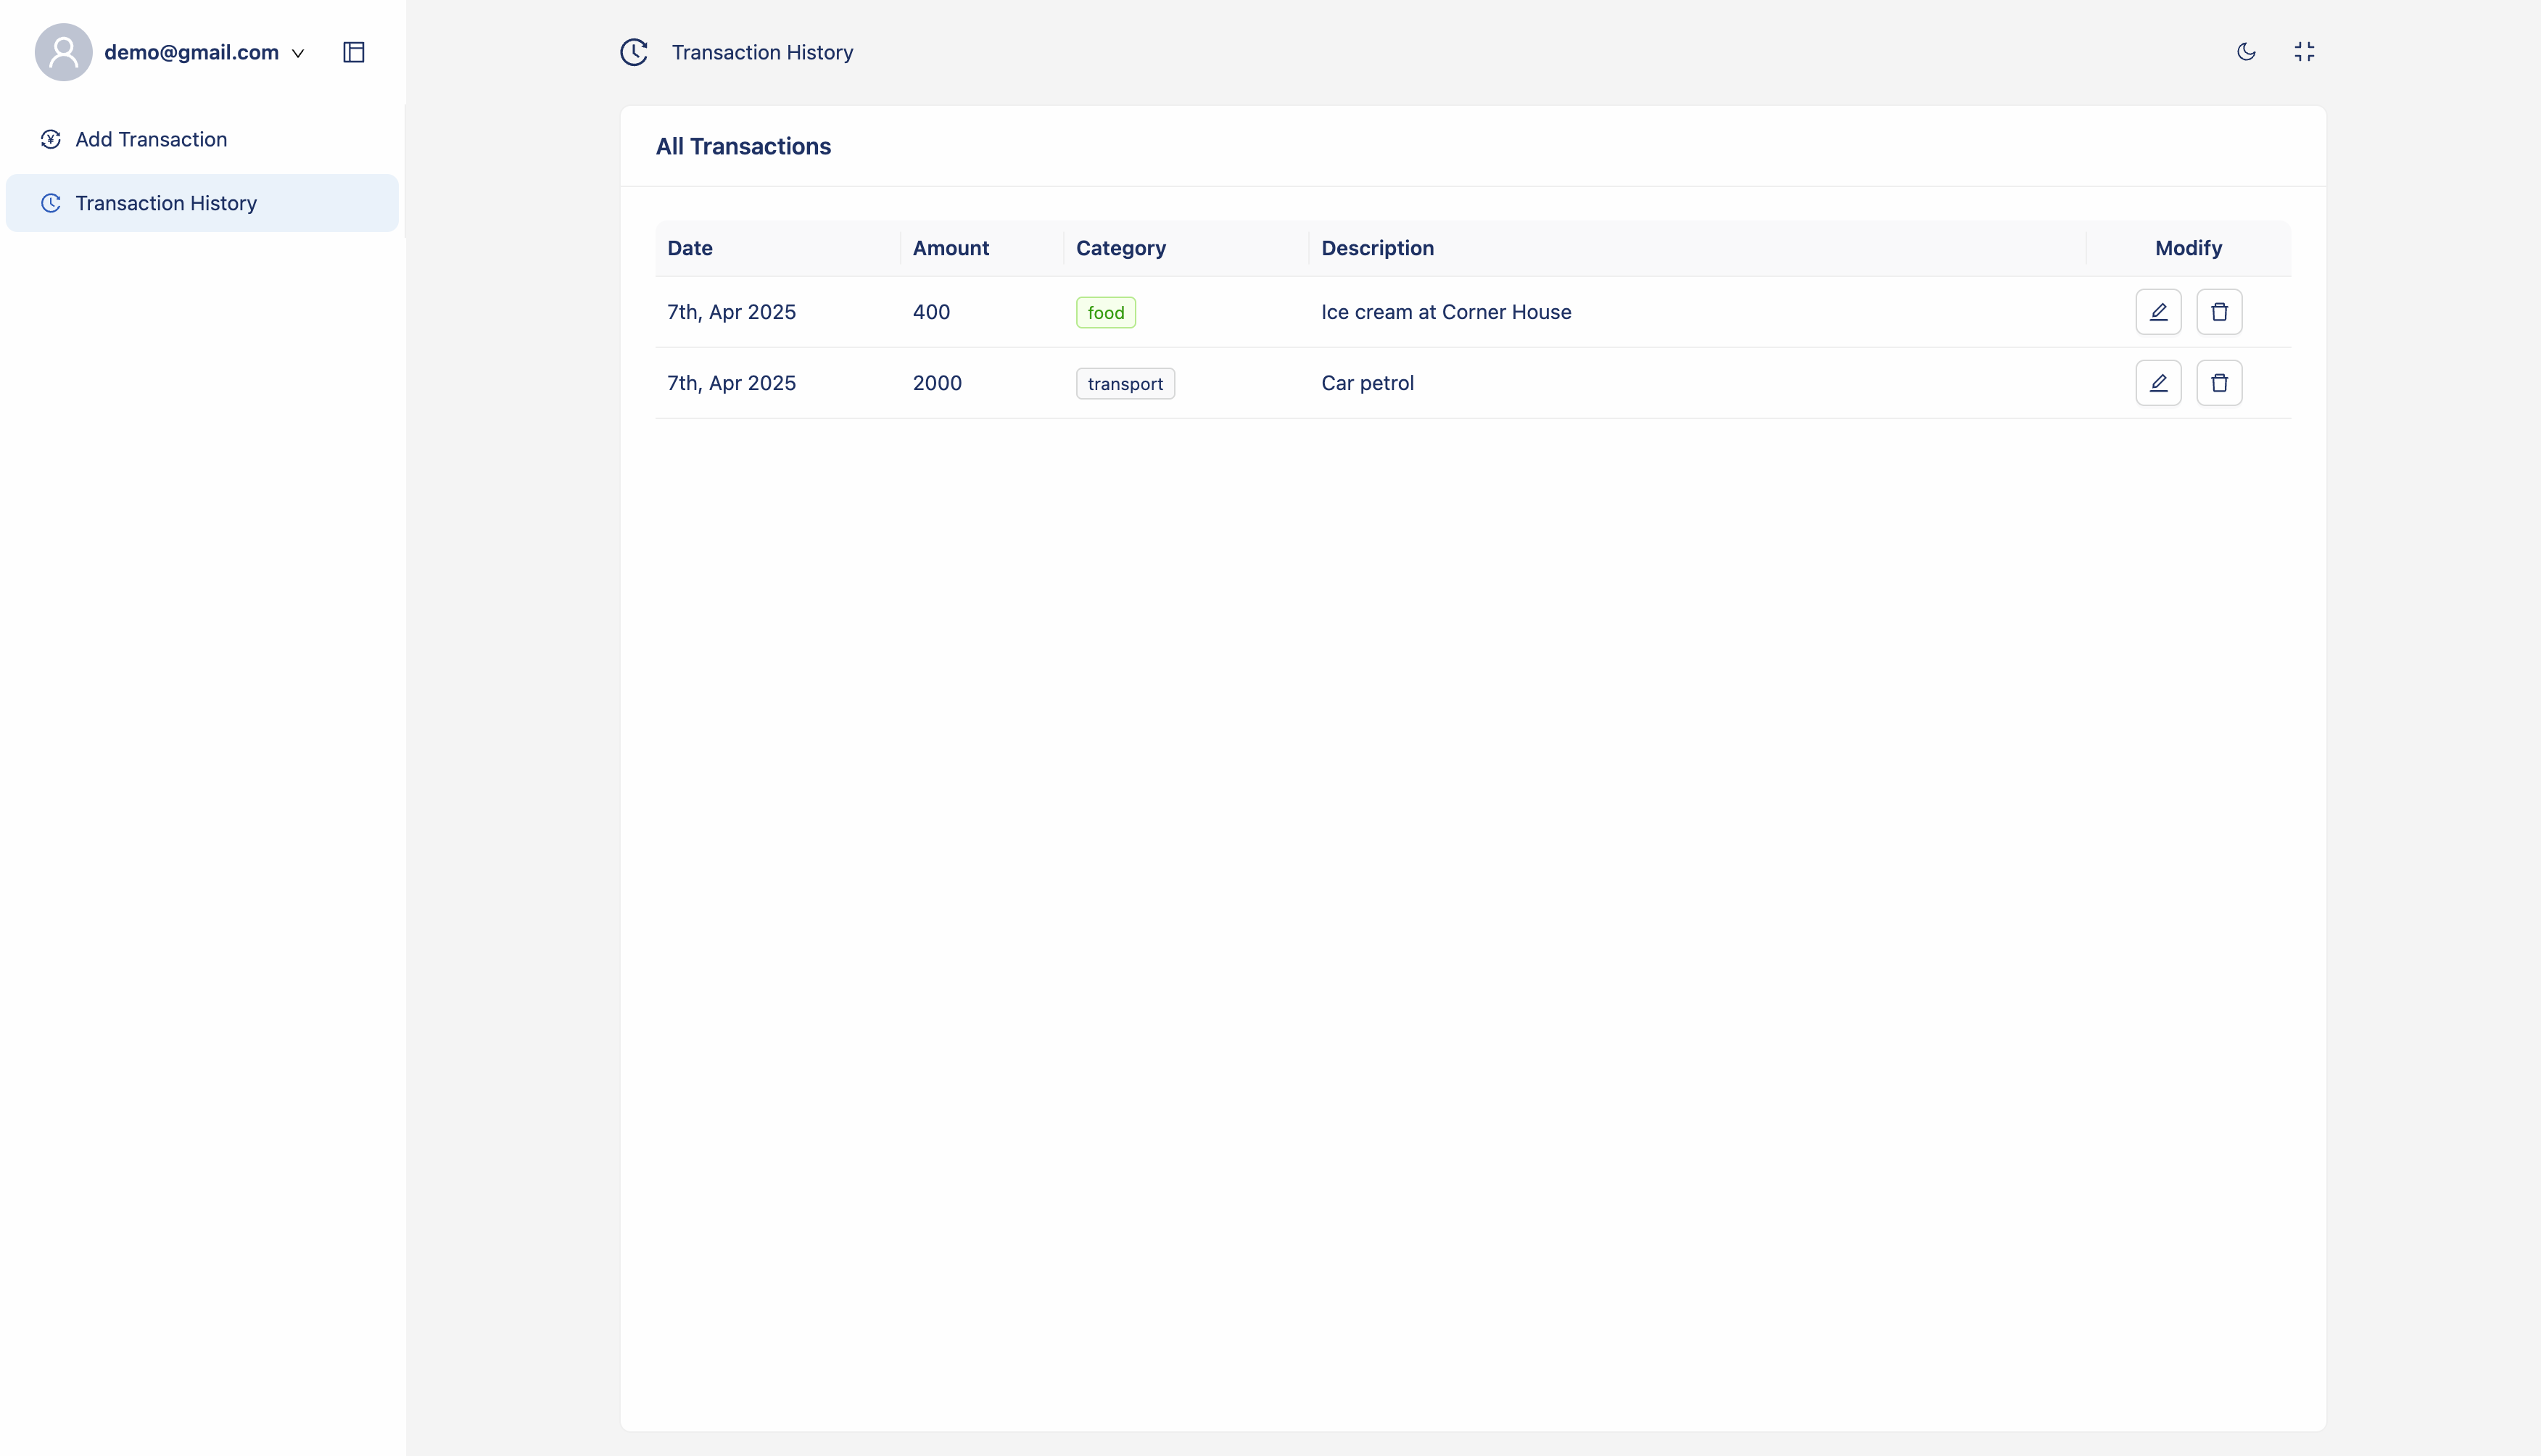 demo@gmail.com
Add Transaction
Transaction History
Transaction History
All Transactions
Date Amount Category Description Modify
7th, Apr 2025 400 food Ice cream at Corner House
7th, Apr 2025 2000 transport Car petrol